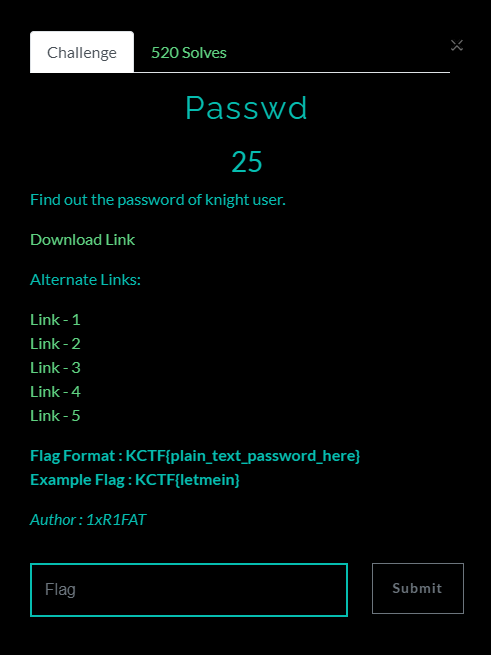 Challenge
520 Solves
Passwd
25
Find out the password of knight user.
Download Link
Alternate Links:
Link - 1
Link - 2
Link - 3
Link - 4
Link - 5
Flag Format : KCTF{plain_text_password_here}
Example Flag : KCTF{letmein}
Author : 1xR1FAT
Flag
Submit